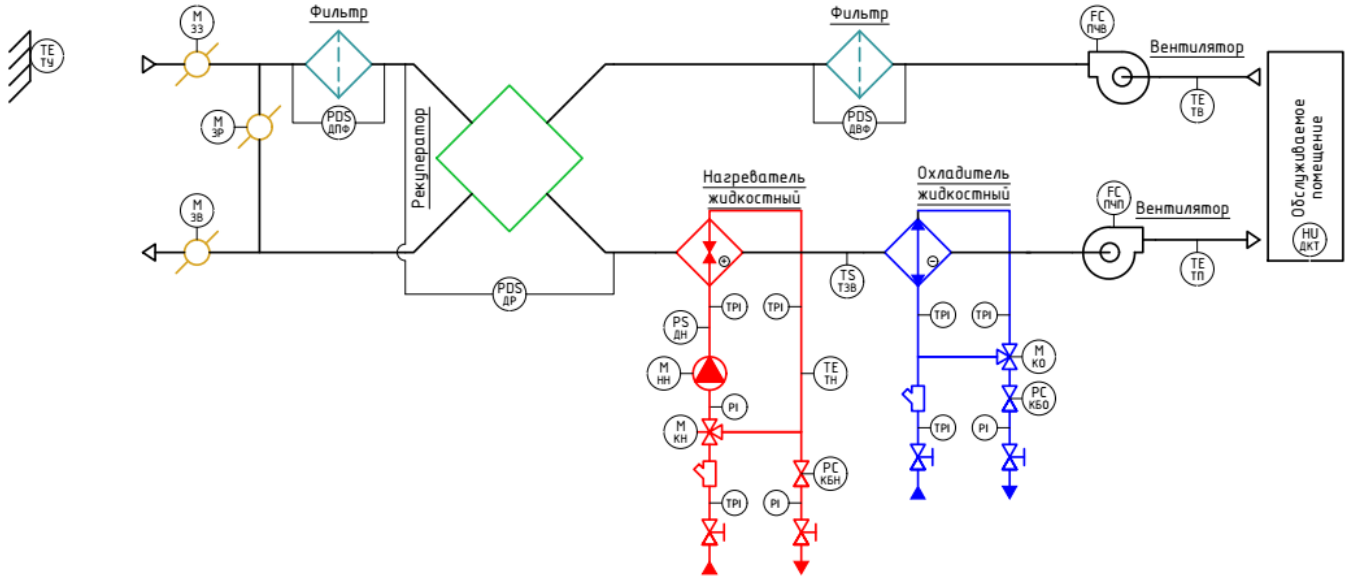 Фильтр
Фильтр
M
ЗЗ
FC
ПЧВ
Вентилятор
TE
ТУ
PDS
ДПФ
PDS
ДВФ
TE
ТВ
M
ЗР
Рекуператор
Обслуживаемое
помещение
Нагреватель
жидкостный
Охладитель
жидкостный
M
ЗВ
FC
ПЧП
Вентилятор
HU
ДКТ
TE
ТП
TS
ТЗВ
PDS
ДР
TPI
TPI
TPI
TPI
PS
ДН
M
НН
TE
ТН
M
КО
PC
КБО
PI
M
КН
TPI
PI
PC
КБН
TPI
PI